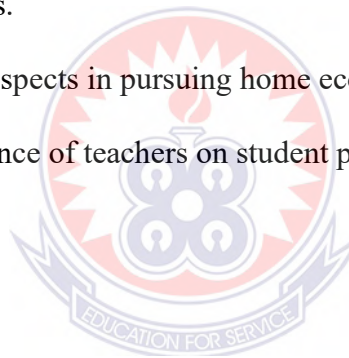 s.
spects in pursuing home eco
nce of teachers on student p
EDUCATION FOR SERVICE